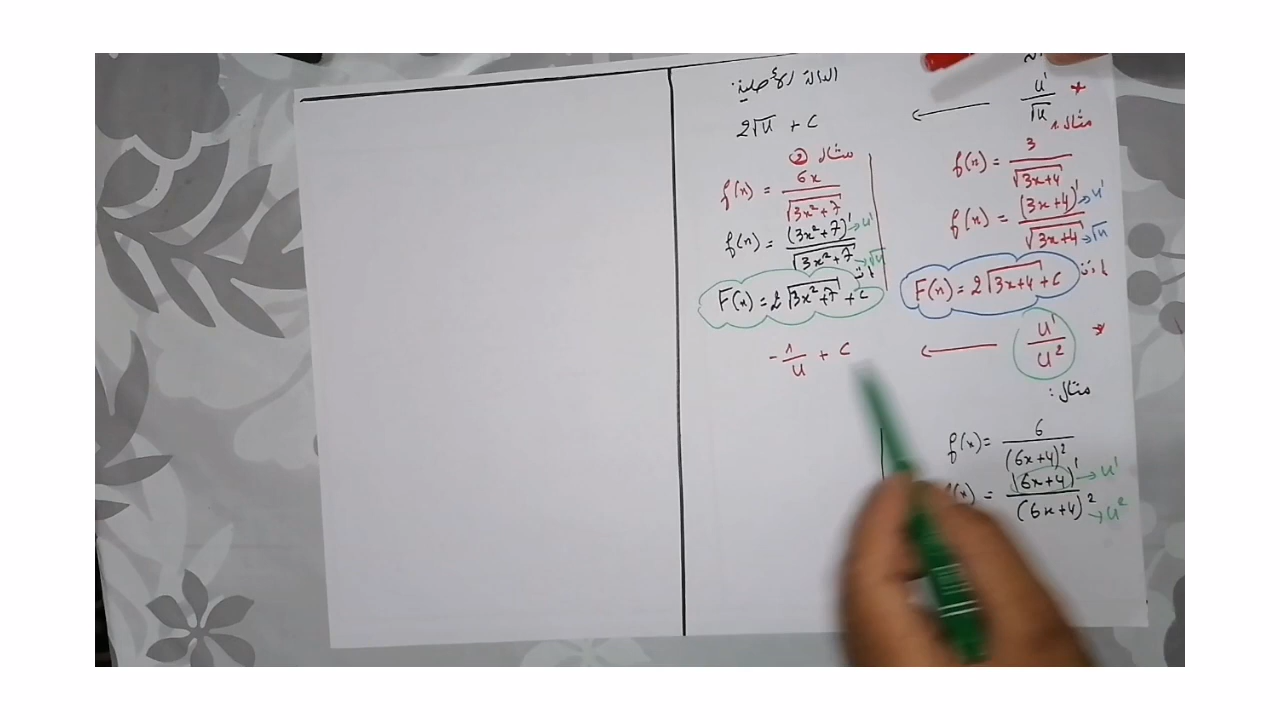 الدالة الأصلية:
u'/√u
2√u + c
مثال 1
f(x) = 3/√(3x+4)
f(x) = (3x+4)'/√(3x+4) → u' → √u
إذن F(x) = 2√(3x+4) + c
مثال 2
f(x) = 6x/√(3x²+7)
f(x) = (3x²+7)'/√(3x²+7) → u' → √u
إذن F(x) = 2√(3x²+7) + c
u'/u²
-1/u + c
مثال :
f(x) = 6/(6x+4)²
f(x) = (6x+4)'/(6x+4)² → u' → u²